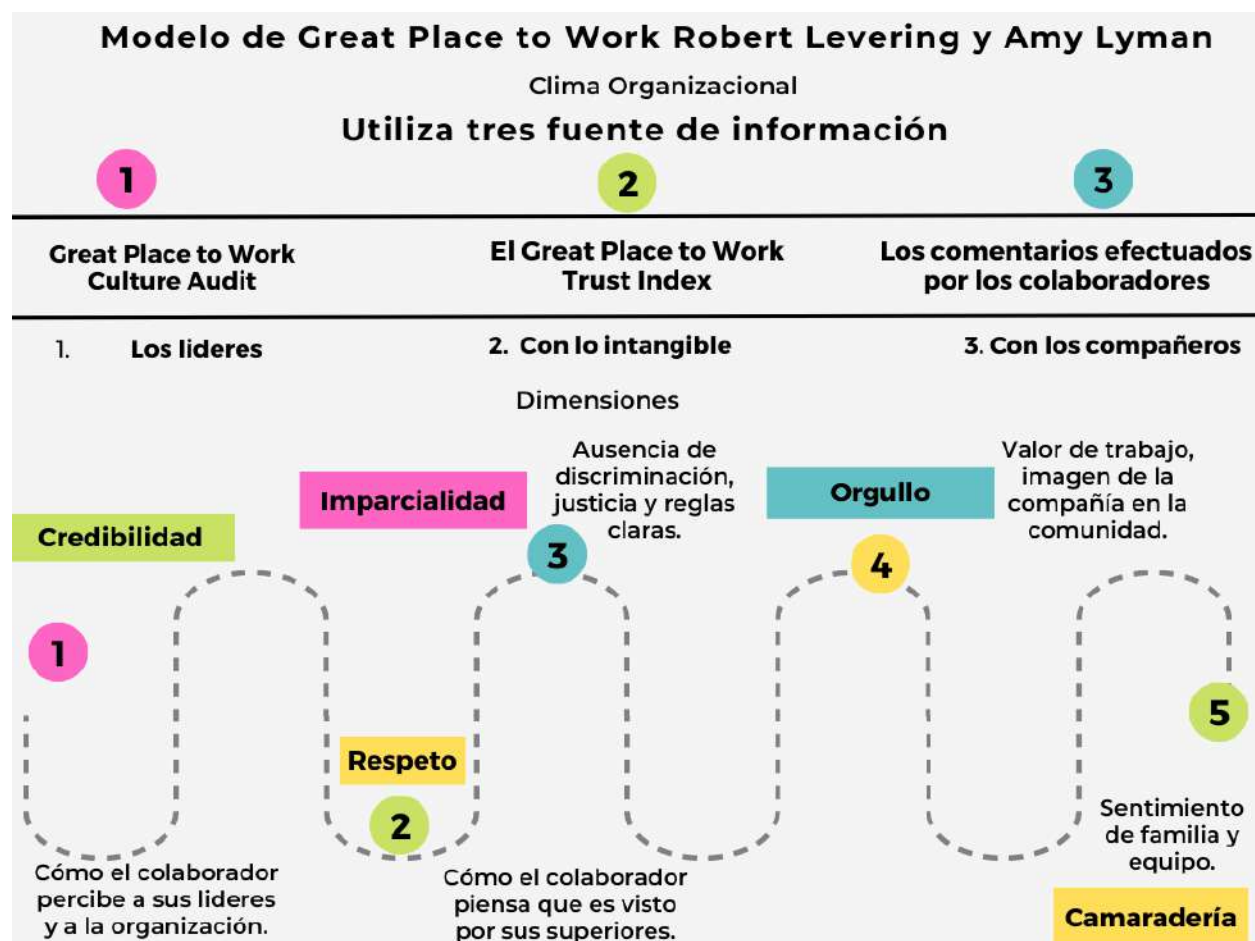 Modelo de Great Place to Work Robert Levering y Amy Lyman
Clima Organizacional
Utiliza tres fuente de información
1
2
3
Great Place to Work
Culture Audit
El Great Place to Work
Trust Index
Los comentarios efectuados
por los colaboradores
1. Los lideres
2. Con lo intangible
3. Con los compañeros
Dimensiones
Credibilidad
1
Cómo el colaborador
percibe a sus lideres
y a la organización.
Respeto
2
Cómo el colaborador
piensa que es visto
por sus superiores.
Imparcialidad
3
Ausencia de
discriminación,
justicia y reglas
claras.
Orgullo
4
Valor de trabajo,
imagen de la
compañía en la
comunidad.
5
Sentimiento
de familia y
equipo.
Camaradería